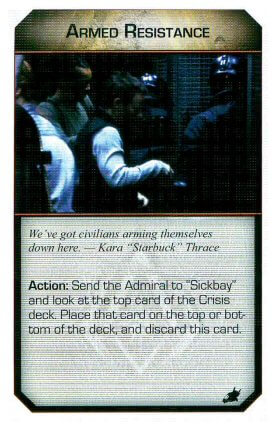 ARMED RESISTANCE
We've got civilians arming themselves
down here. — Kara "Starbuck" Thrace
Action: Send the Admiral to "Sickbay"
and look at the top card of the Crisis
deck. Place that card on the top or bot-
tom of the deck, and discard this card.